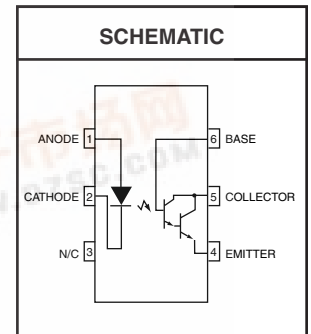 SCHEMATIC
ANODE 1
6 BASE
CATHODE 2
5 COLLECTOR
N/C 3
4 EMITTER